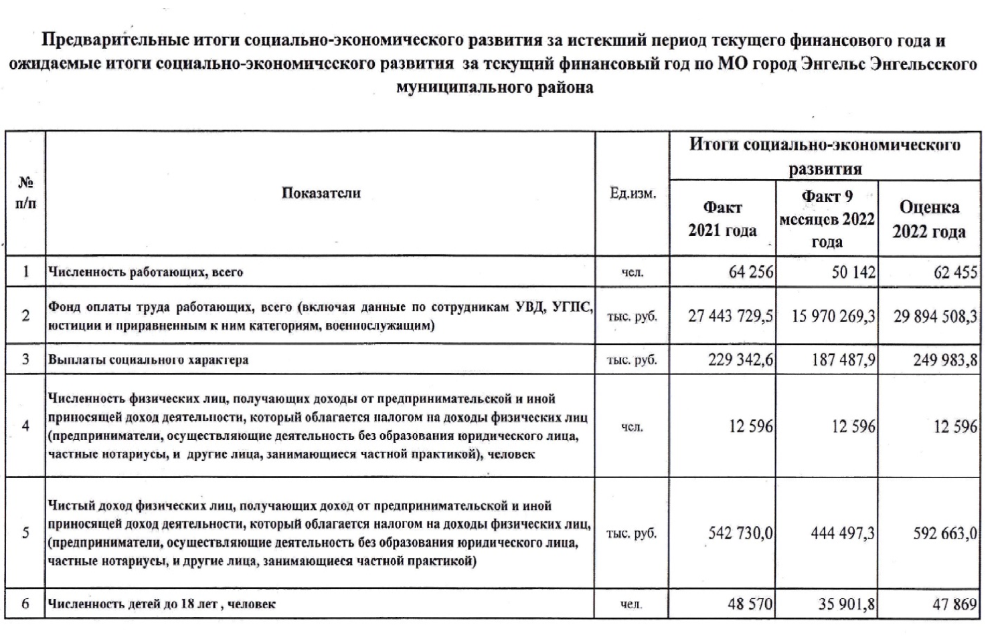 Предварительные итоги социально-экономического развития за истекший период текущего финансового года и
ожидаемые итоги социально-экономического развития за текущий финансовый год по МО город Энгельс Энгельсского
муниципального района
№
п/п
Показатели
Ед.изм.
Итоги социально-экономического
развития
Факт
2021 года
Факт 9
месяцев 2022
года
Оценка
2022 года
1 Численность работающих, всего чел. 64 256 50 142 62 455
2
Фонд оплаты труда работающих, всего (включая данные по сотрудникам УВД, УГПС,
юстиции и приравненным к ним категориям, военнослужащим)
тыс. руб. 27 443 729,5 15 970 269,3 29 894 508,3
3 Выплаты социального характера тыс. руб. 229 342,6 187 487,9 249 983,8
4
Численность физических лиц, получающих доходы от предпринимательской и иной
приносящей доход деятельности, который облагается налогом на доходы физических лиц
(предприниматели, осуществляющие деятельность без образования юридического лица,
частные нотариусы, и другие лица, занимающиеся частной практикой), человек
чел. 12 596 12 596 12 596
5
Чистый доход физических лиц, получающих доход от предпринимательской и иной
приносящей доход деятельности, который облагается налогом на доходы физических лиц,
(предприниматели, осуществляющие деятельность без образования юридического лица,
частные нотариусы, и другие лица, занимающиеся частной практикой)
тыс. руб. 542 730,0 444 497,3 592 663,0
6 Численность детей до 18 лет , человек чел. 48 570 35 901,8 47 869